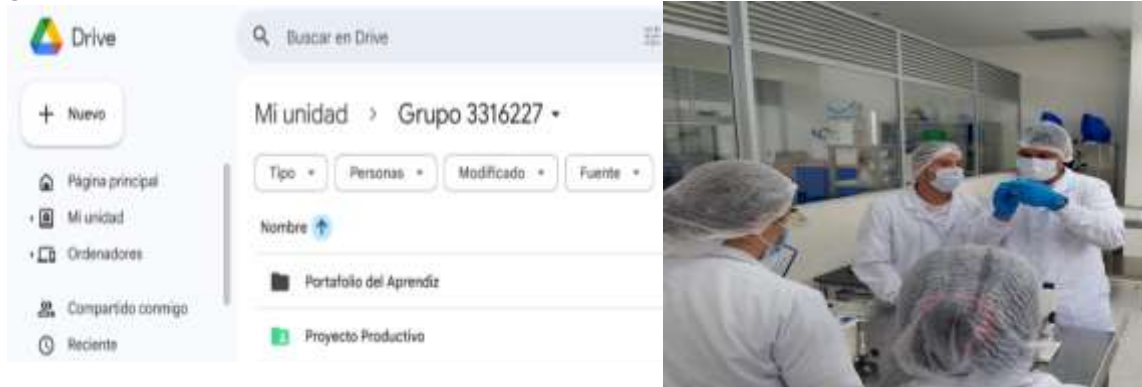 Drive
Buscar en Drive
+ Nuevo
Mi unidad > Grupo 3316227
Tipo
Personas
Modificado
Fuente
Página principal
Mi unidad
Nombre
Ordenadores
Portafolio del Aprendiz
Compartido conmigo
Proyecto Productivo
Reciente